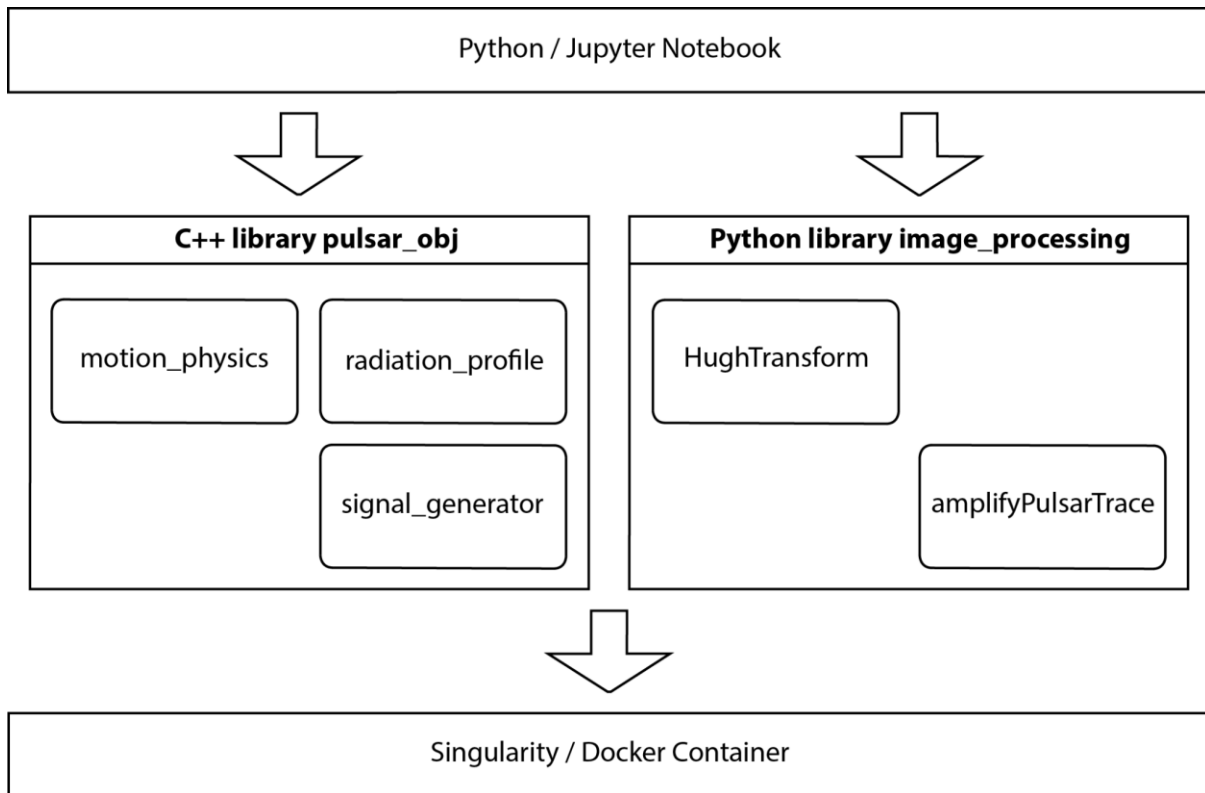 Python / Jupyter Notebook
C++ library pulsar_obj
Python library image_processing
motion_physics
radiation_profile
HughTransform
signal_generator
amplifyPulsarTrace
Singularity / Docker Container